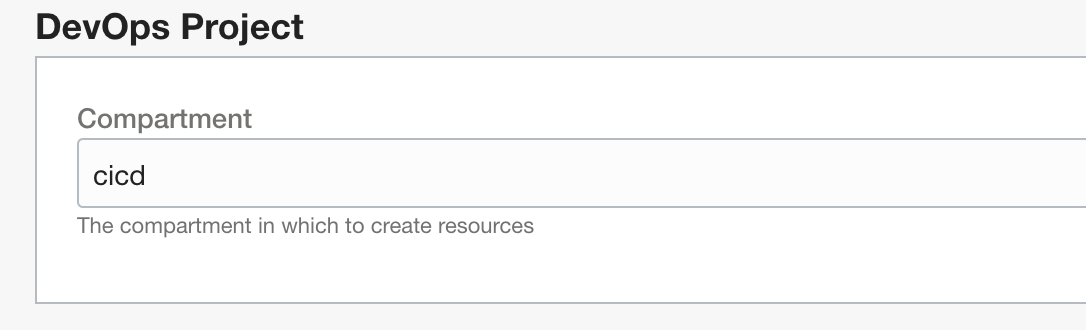 DevOps Project
Compartment
cicd
The compartment in which to create resources